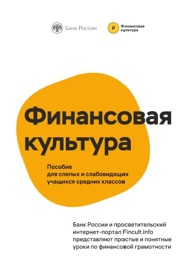 Банк России
Финансовая
культура
Финансовая
культура
Пособие
для слепых и слабовидящих
учащихся средних классов
Банк России и просветительский
интернет-портал Fincult.info
представляют простые и понятные
уроки по финансовой грамотности